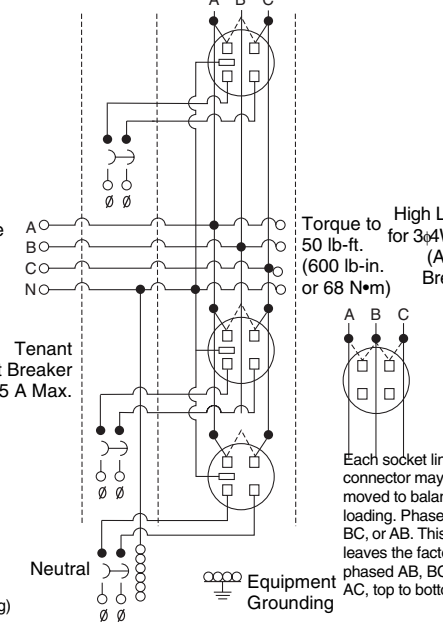 A B C
Ø Ø
A
B
C
N
Torque to
50 lb-ft.
(600 lb-in.
or 68 N•m)
High L
for 3ϕ4W
(A
Bre
A B C
Tenant
t Breaker
5 A Max.
Ø Ø
Each socket lin
connector may
moved to balan
loading. Phase
BC, or AB. This
leaves the facto
phased AB, BC
AC, top to botto
Neutral
Equipment
Grounding
g)
Ø Ø